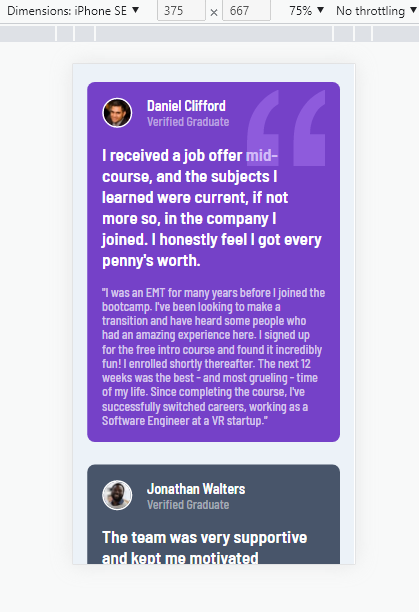 Dimensions: iPhone SE ▼ 375 × 667 75% ▼ No throttling ▼
Daniel Clifford
Verified Graduate
I received a job offer mid-
course, and the subjects I
learned were current, if not
more so, in the company I
joined. I honestly feel I got every
penny's worth.
"I was an EMT for many years before I joined the
bootcamp. I've been looking to make a
transition and have heard some people who
had an amazing experience here. I signed up
for the free intro course and found it incredibly
fun! I enrolled shortly thereafter. The next 12
weeks was the best - and most grueling - time
of my life. Since completing the course, I've
successfully switched careers, working as a
Software Engineer at a VR startup."
Jonathan Walters
Verified Graduate
The team was very supportive
and kept me motivated